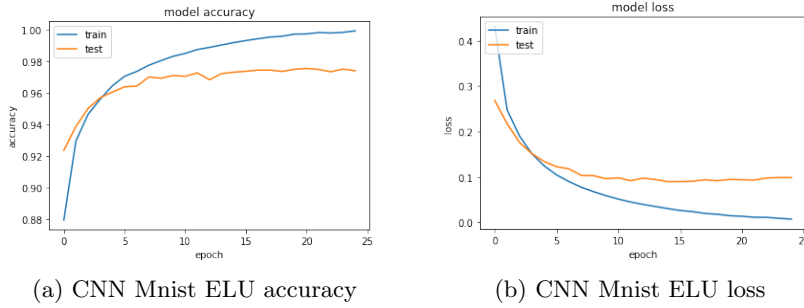 model accuracy
train
test
1.00
0.98
0.96
0.94
0.92
0.90
0.88
accuracy
0 5 10 15 20 25
epoch
(a) CNN Mnist ELU accuracy
model loss
train
test
0.4
0.3
0.2
0.1
0.0
loss
0 5 10 15 20 25
epoch
(b) CNN Mnist ELU loss